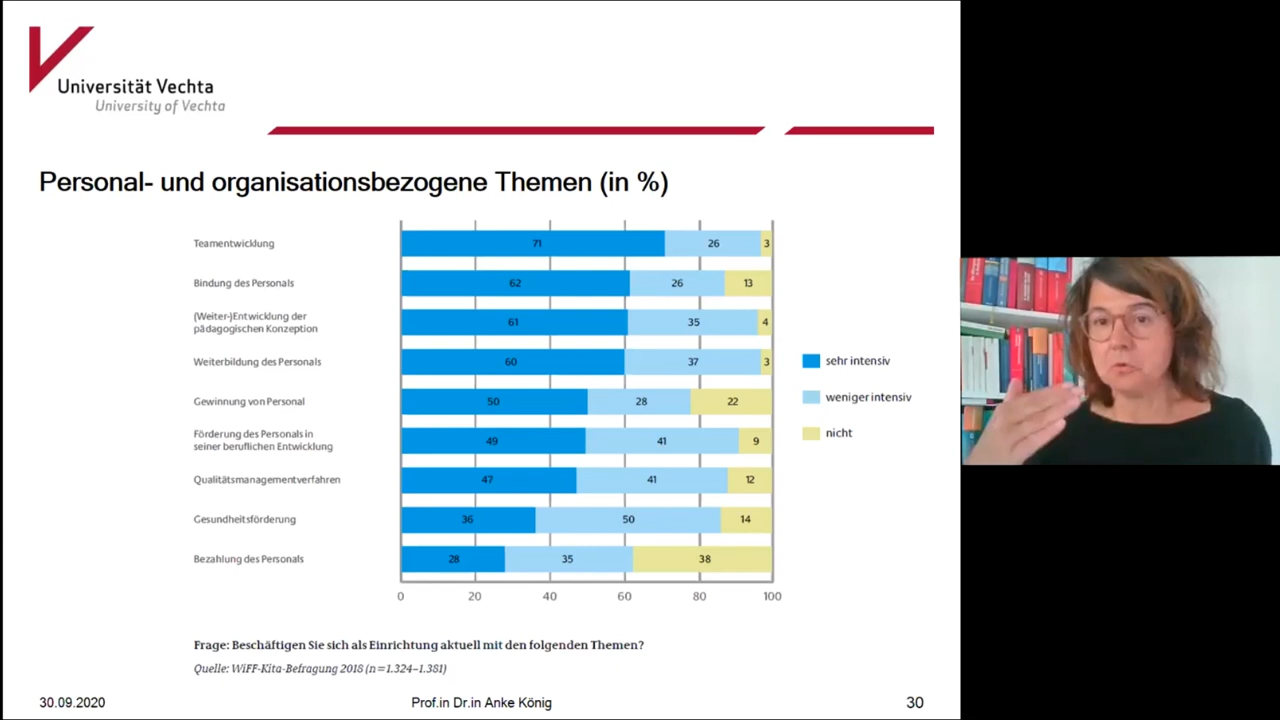 Universität Vechta
University of Vechta
Personal- und organisationsbezogene Themen (in %)
Teamentwicklung 71 26 3
Bindung des Personals 62 26 13
(Weiter-)Entwicklung der
pädagogischen Konzeption 61 35 4
Weiterbildung des Personals 60 37 3
Gewinnung von Personal 50 28 22
Förderung des Personals in
seiner beruflichen Entwicklung 49 41 9
Qualitätsmanagementverfahren 47 41 12
Gesundheitsförderung 36 50 14
Bezahlung des Personals 28 35 38
0 20 40 60 80 100
sehr intensiv
weniger intensiv
nicht
Frage: Beschäftigen Sie sich als Einrichtung aktuell mit den folgenden Themen?
Quelle: WiFF-Kita-Befragung 2018 (n=1.324–1.381)
30.09.2020 Prof.in Dr.in Anke König 30